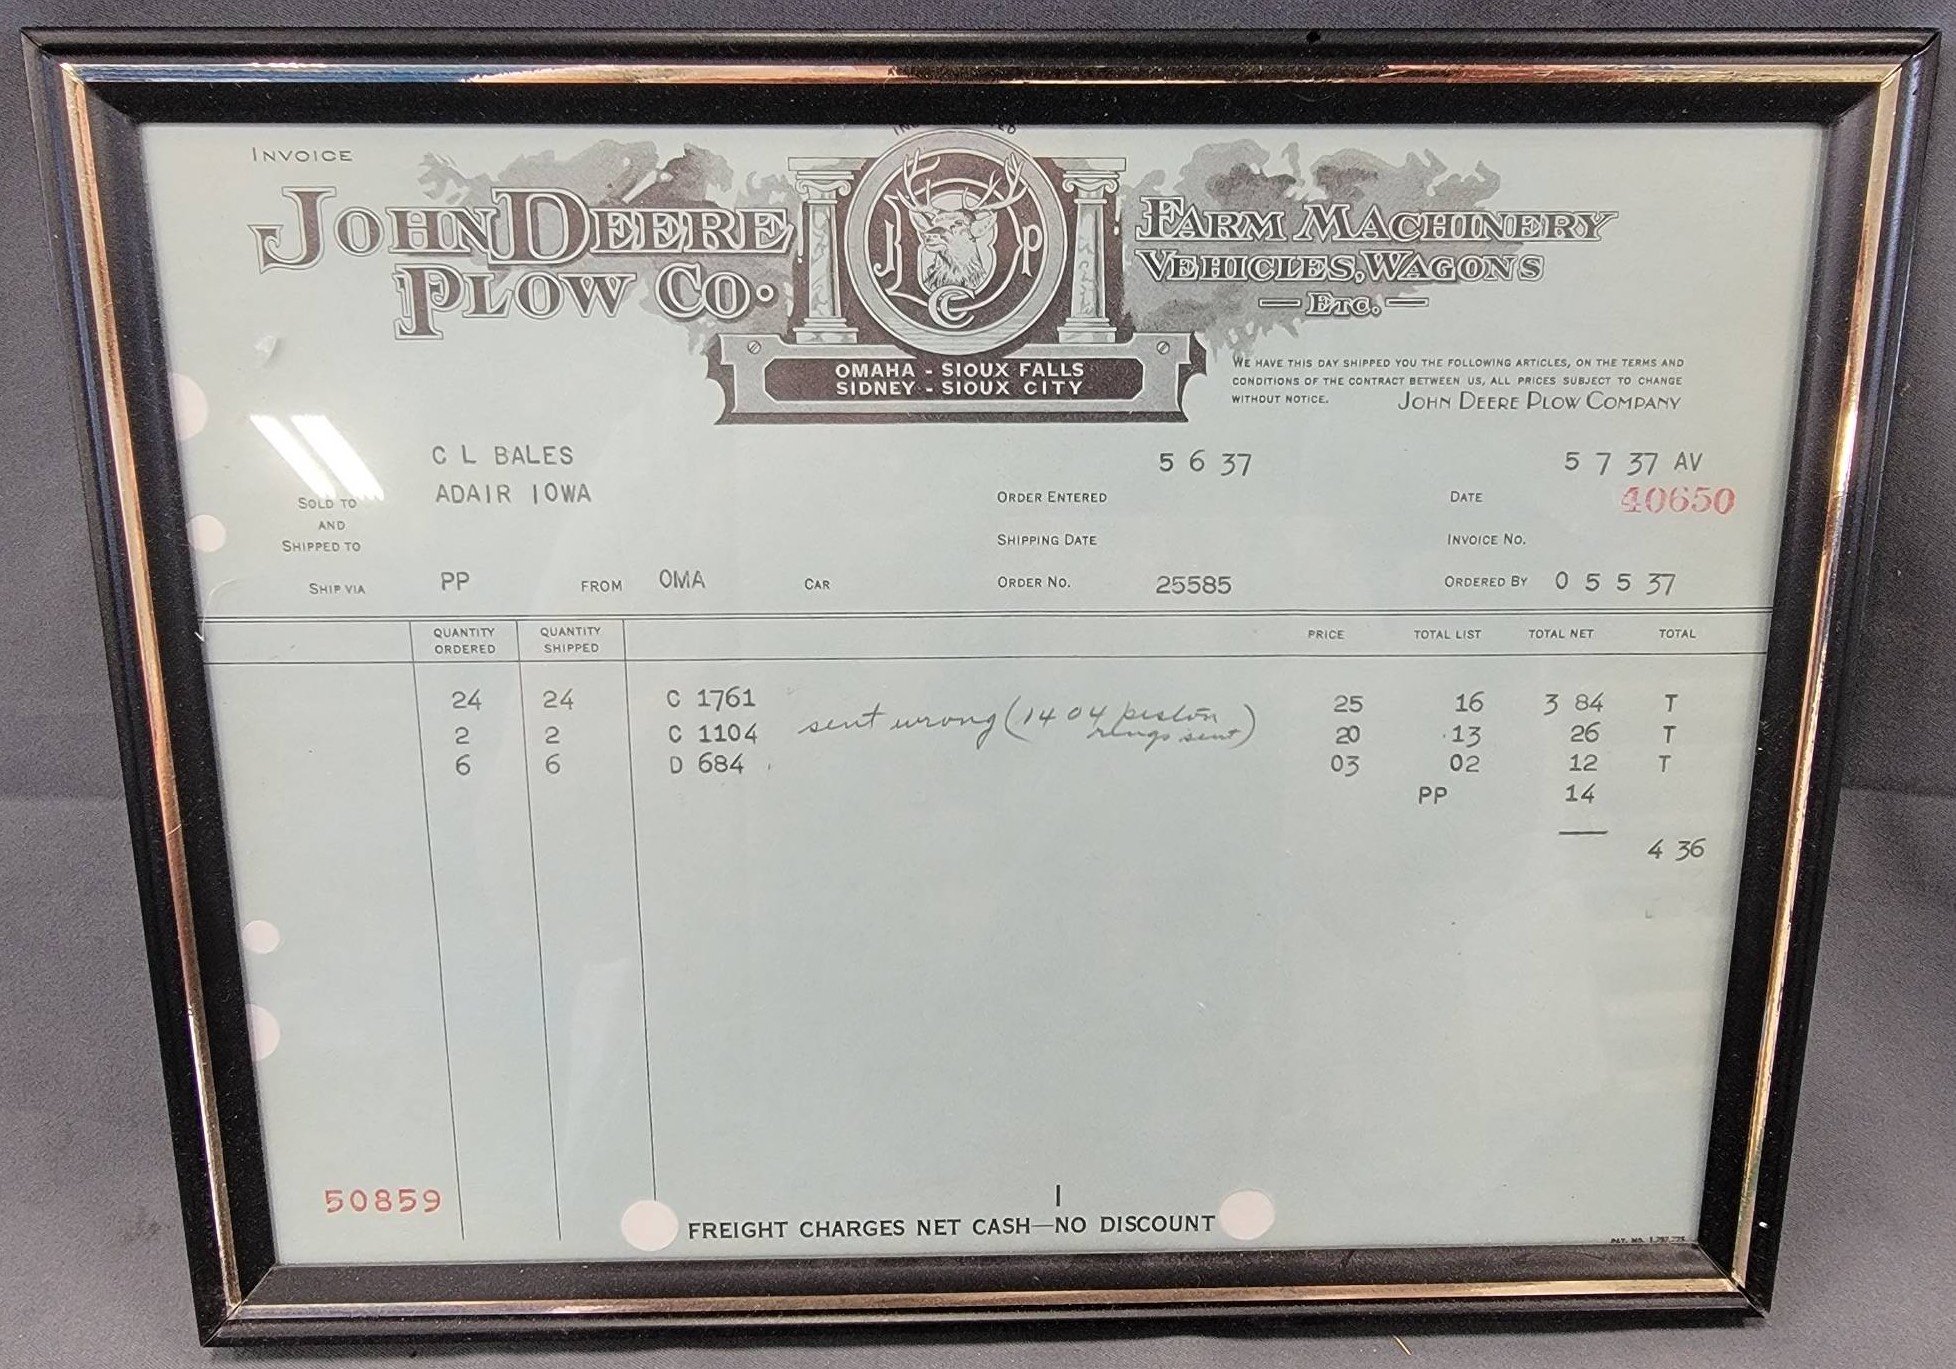 INVOICE
JOHN DEERE
PLOW CO.
J D P C
OMAHA - SIOUX FALLS
SIDNEY - SIOUX CITY
FARM MACHINERY
VEHICLES, WAGONS
— ETC. —
WE HAVE THIS DAY SHIPPED YOU THE FOLLOWING ARTICLES, ON THE TERMS AND
CONDITIONS OF THE CONTRACT BETWEEN US, ALL PRICES SUBJECT TO CHANGE
WITHOUT NOTICE. JOHN DEERE PLOW COMPANY
C L BALES 5 6 37 5 7 37 AV
SOLD TO ADAIR IOWA ORDER ENTERED DATE 40650
AND
SHIPPED TO SHIPPING DATE INVOICE NO.
SHIP VIA PP FROM OMA CAR ORDER NO. 25585 ORDERED BY 0 5 5 37
QUANTITY ORDERED QUANTITY SHIPPED PRICE TOTAL LIST TOTAL NET TOTAL
24 24 C 1761 25 16 3 84 T
2 2 C 1104 sent wrong (1404 piston rings sent) 20 13 26 T
6 6 D 684 03 02 12 T
PP 14
4 36
50859
FREIGHT CHARGES NET CASH—NO DISCOUNT